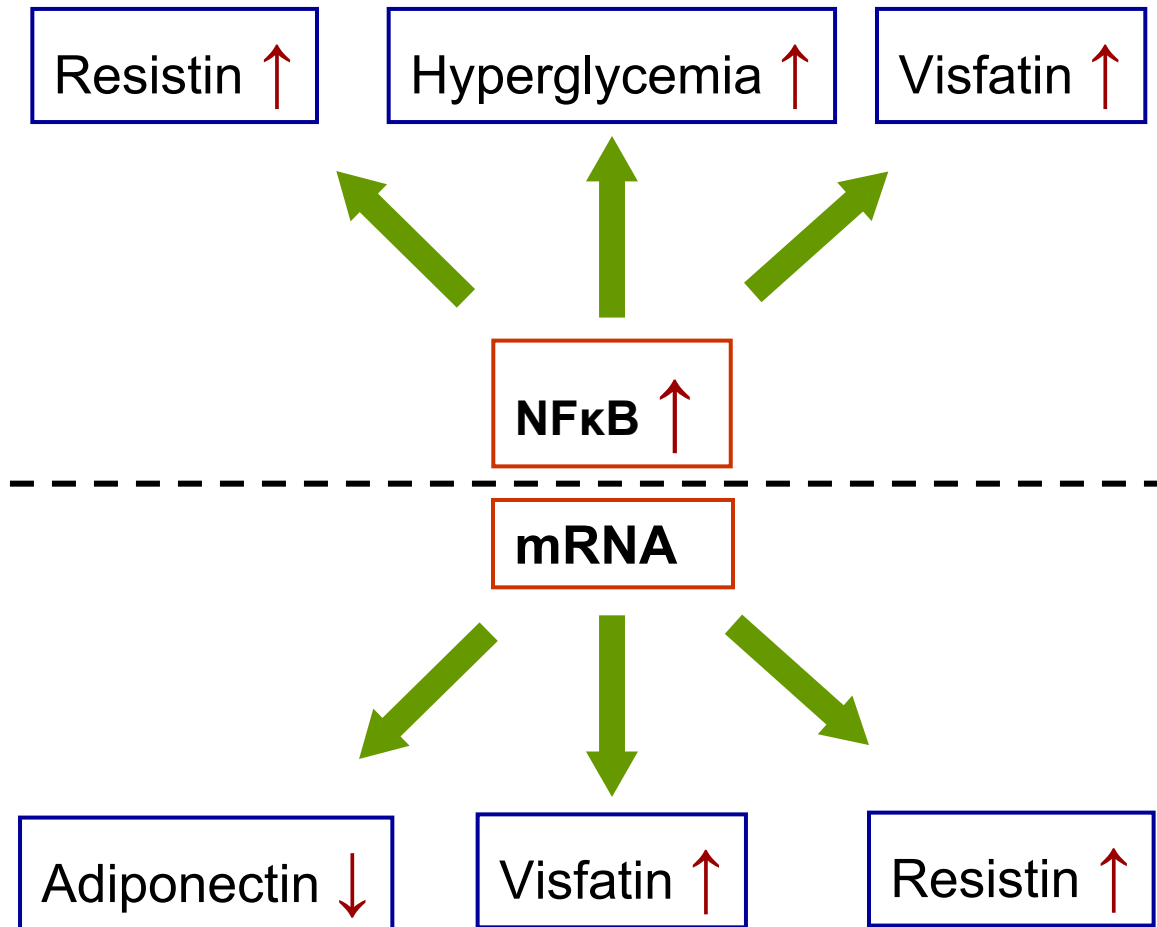 Resistin ↑
Hyperglycemia ↑
Visfatin ↑
NFκB ↑
mRNA
Adiponectin ↓
Visfatin ↑
Resistin ↑